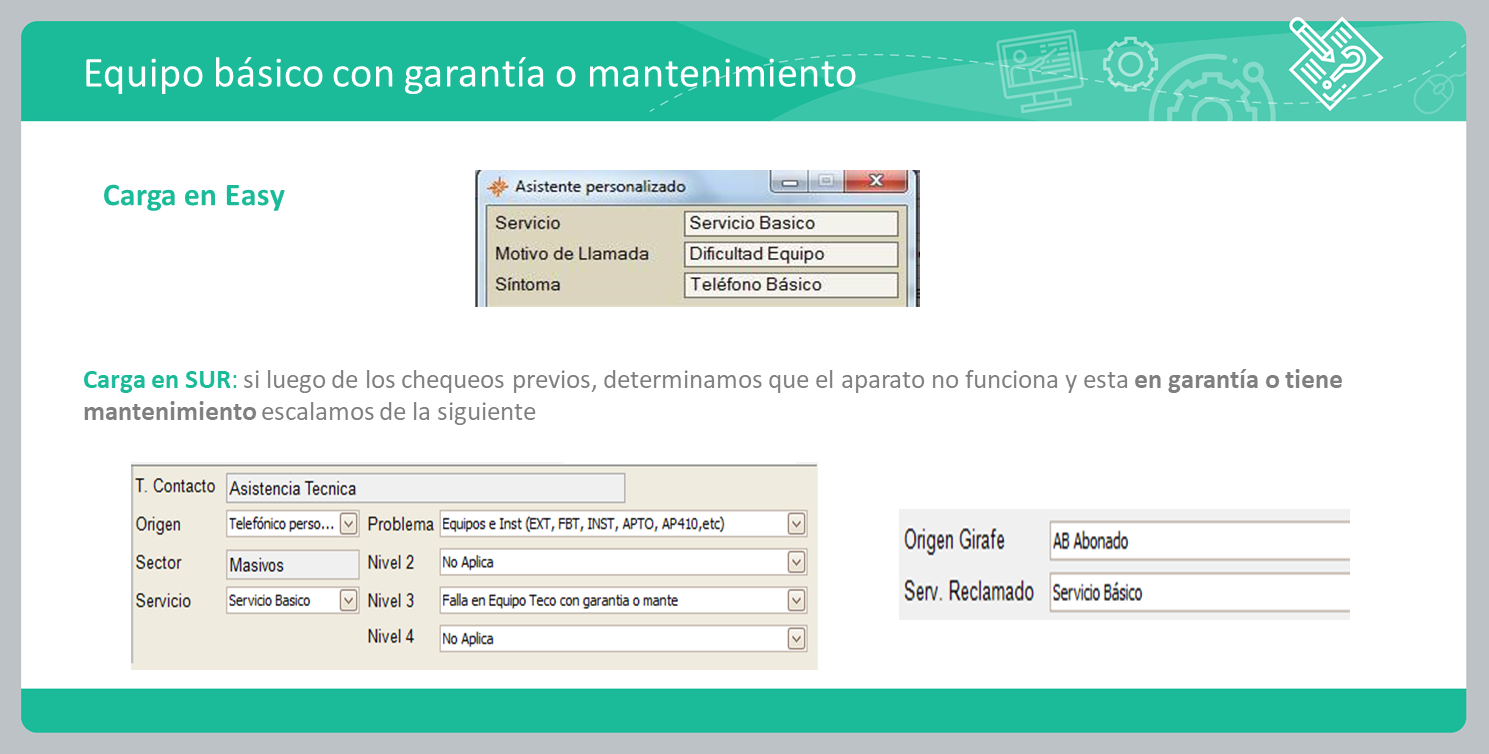 Equipo básico con garantía o mantenimiento
Carga en Easy
Asistente personalizado
Servicio Servicio Basico
Motivo de Llamada Dificultad Equipo
Síntoma Teléfono Básico
Carga en SUR: si luego de los chequeos previos, determinamos que el aparato no funciona y esta en garantía o tiene
mantenimiento escalamos de la siguiente
T. Contacto Asistencia Tecnica
Origen Telefónico perso... Problema Equipos e Inst (EXT, FBT, INST, APTO, AP410,etc)
Sector Masivos Nivel 2 No Aplica
Servicio Servicio Basico Nivel 3 Falla en Equipo Teco con garantia o mante
Nivel 4 No Aplica
Origen Girafe AB Abonado
Serv. Reclamado Servicio Básico